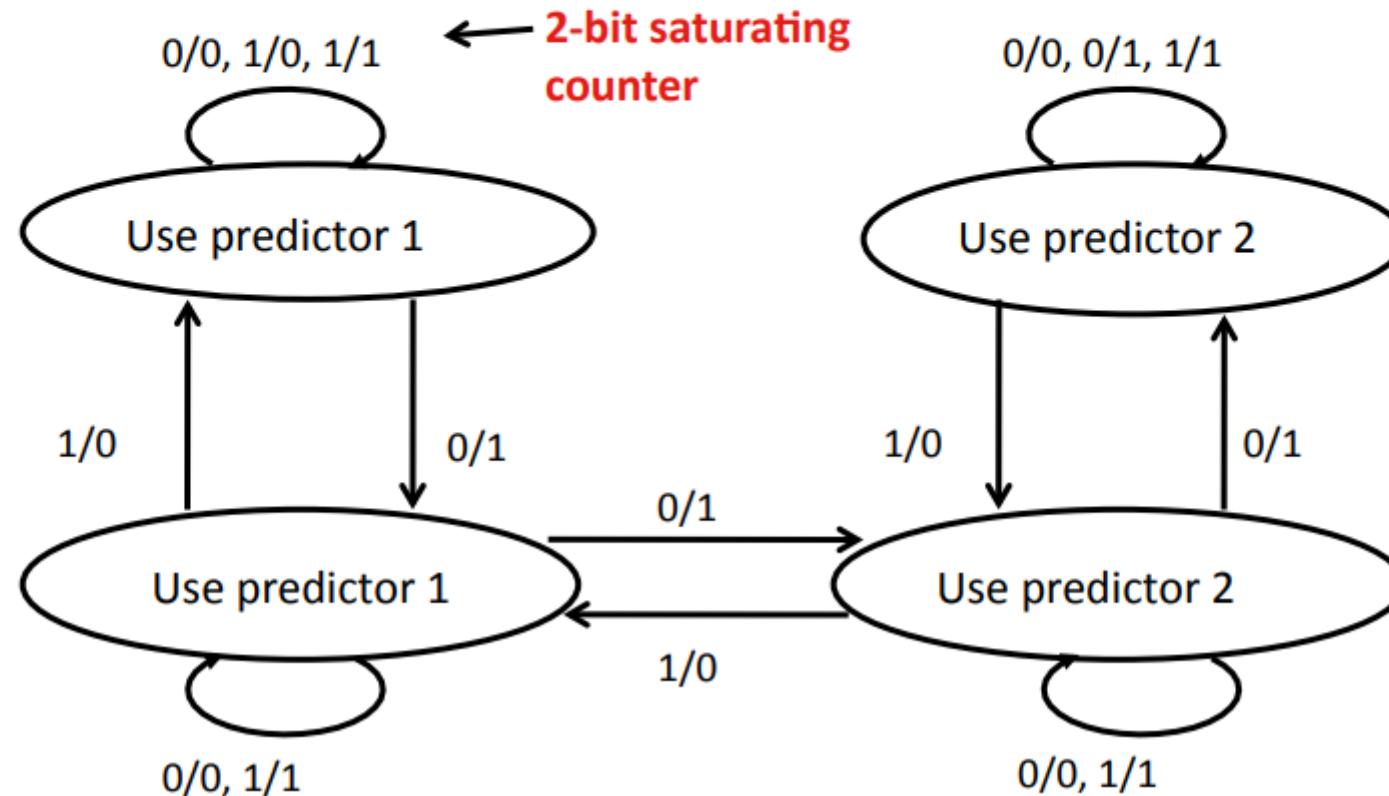 2-bit saturating
counter
0/0, 1/0, 1/1
0/0, 0/1, 1/1
Use predictor 1
Use predictor 2
1/0
0/1
1/0
0/1
0/1
Use predictor 1
Use predictor 2
1/0
0/0, 1/1
0/0, 1/1